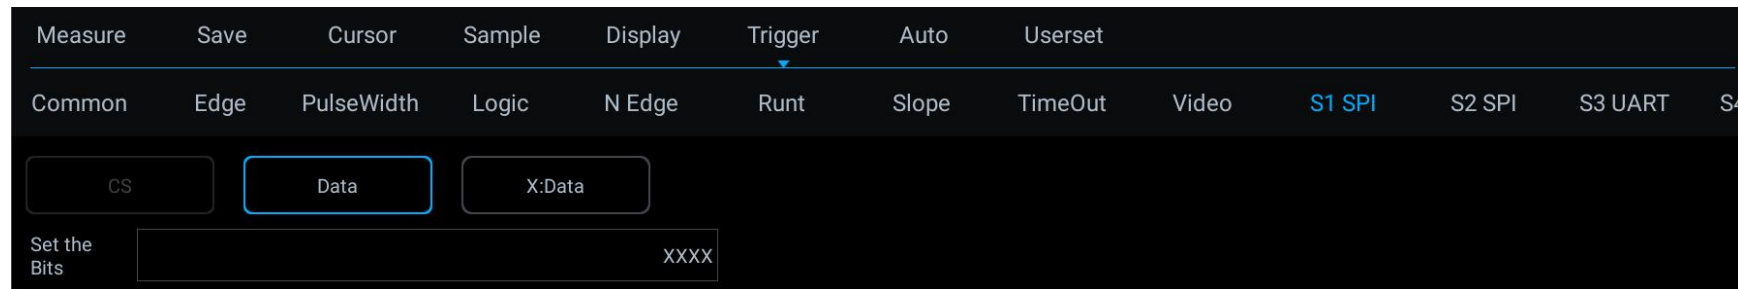 Measure Save Cursor Sample Display Trigger Auto Userset
Common Edge PulseWidth Logic N Edge Runt Slope TimeOut Video S1 SPI S2 SPI S3 UART
CS Data X:Data
Set the
Bits
XXXX